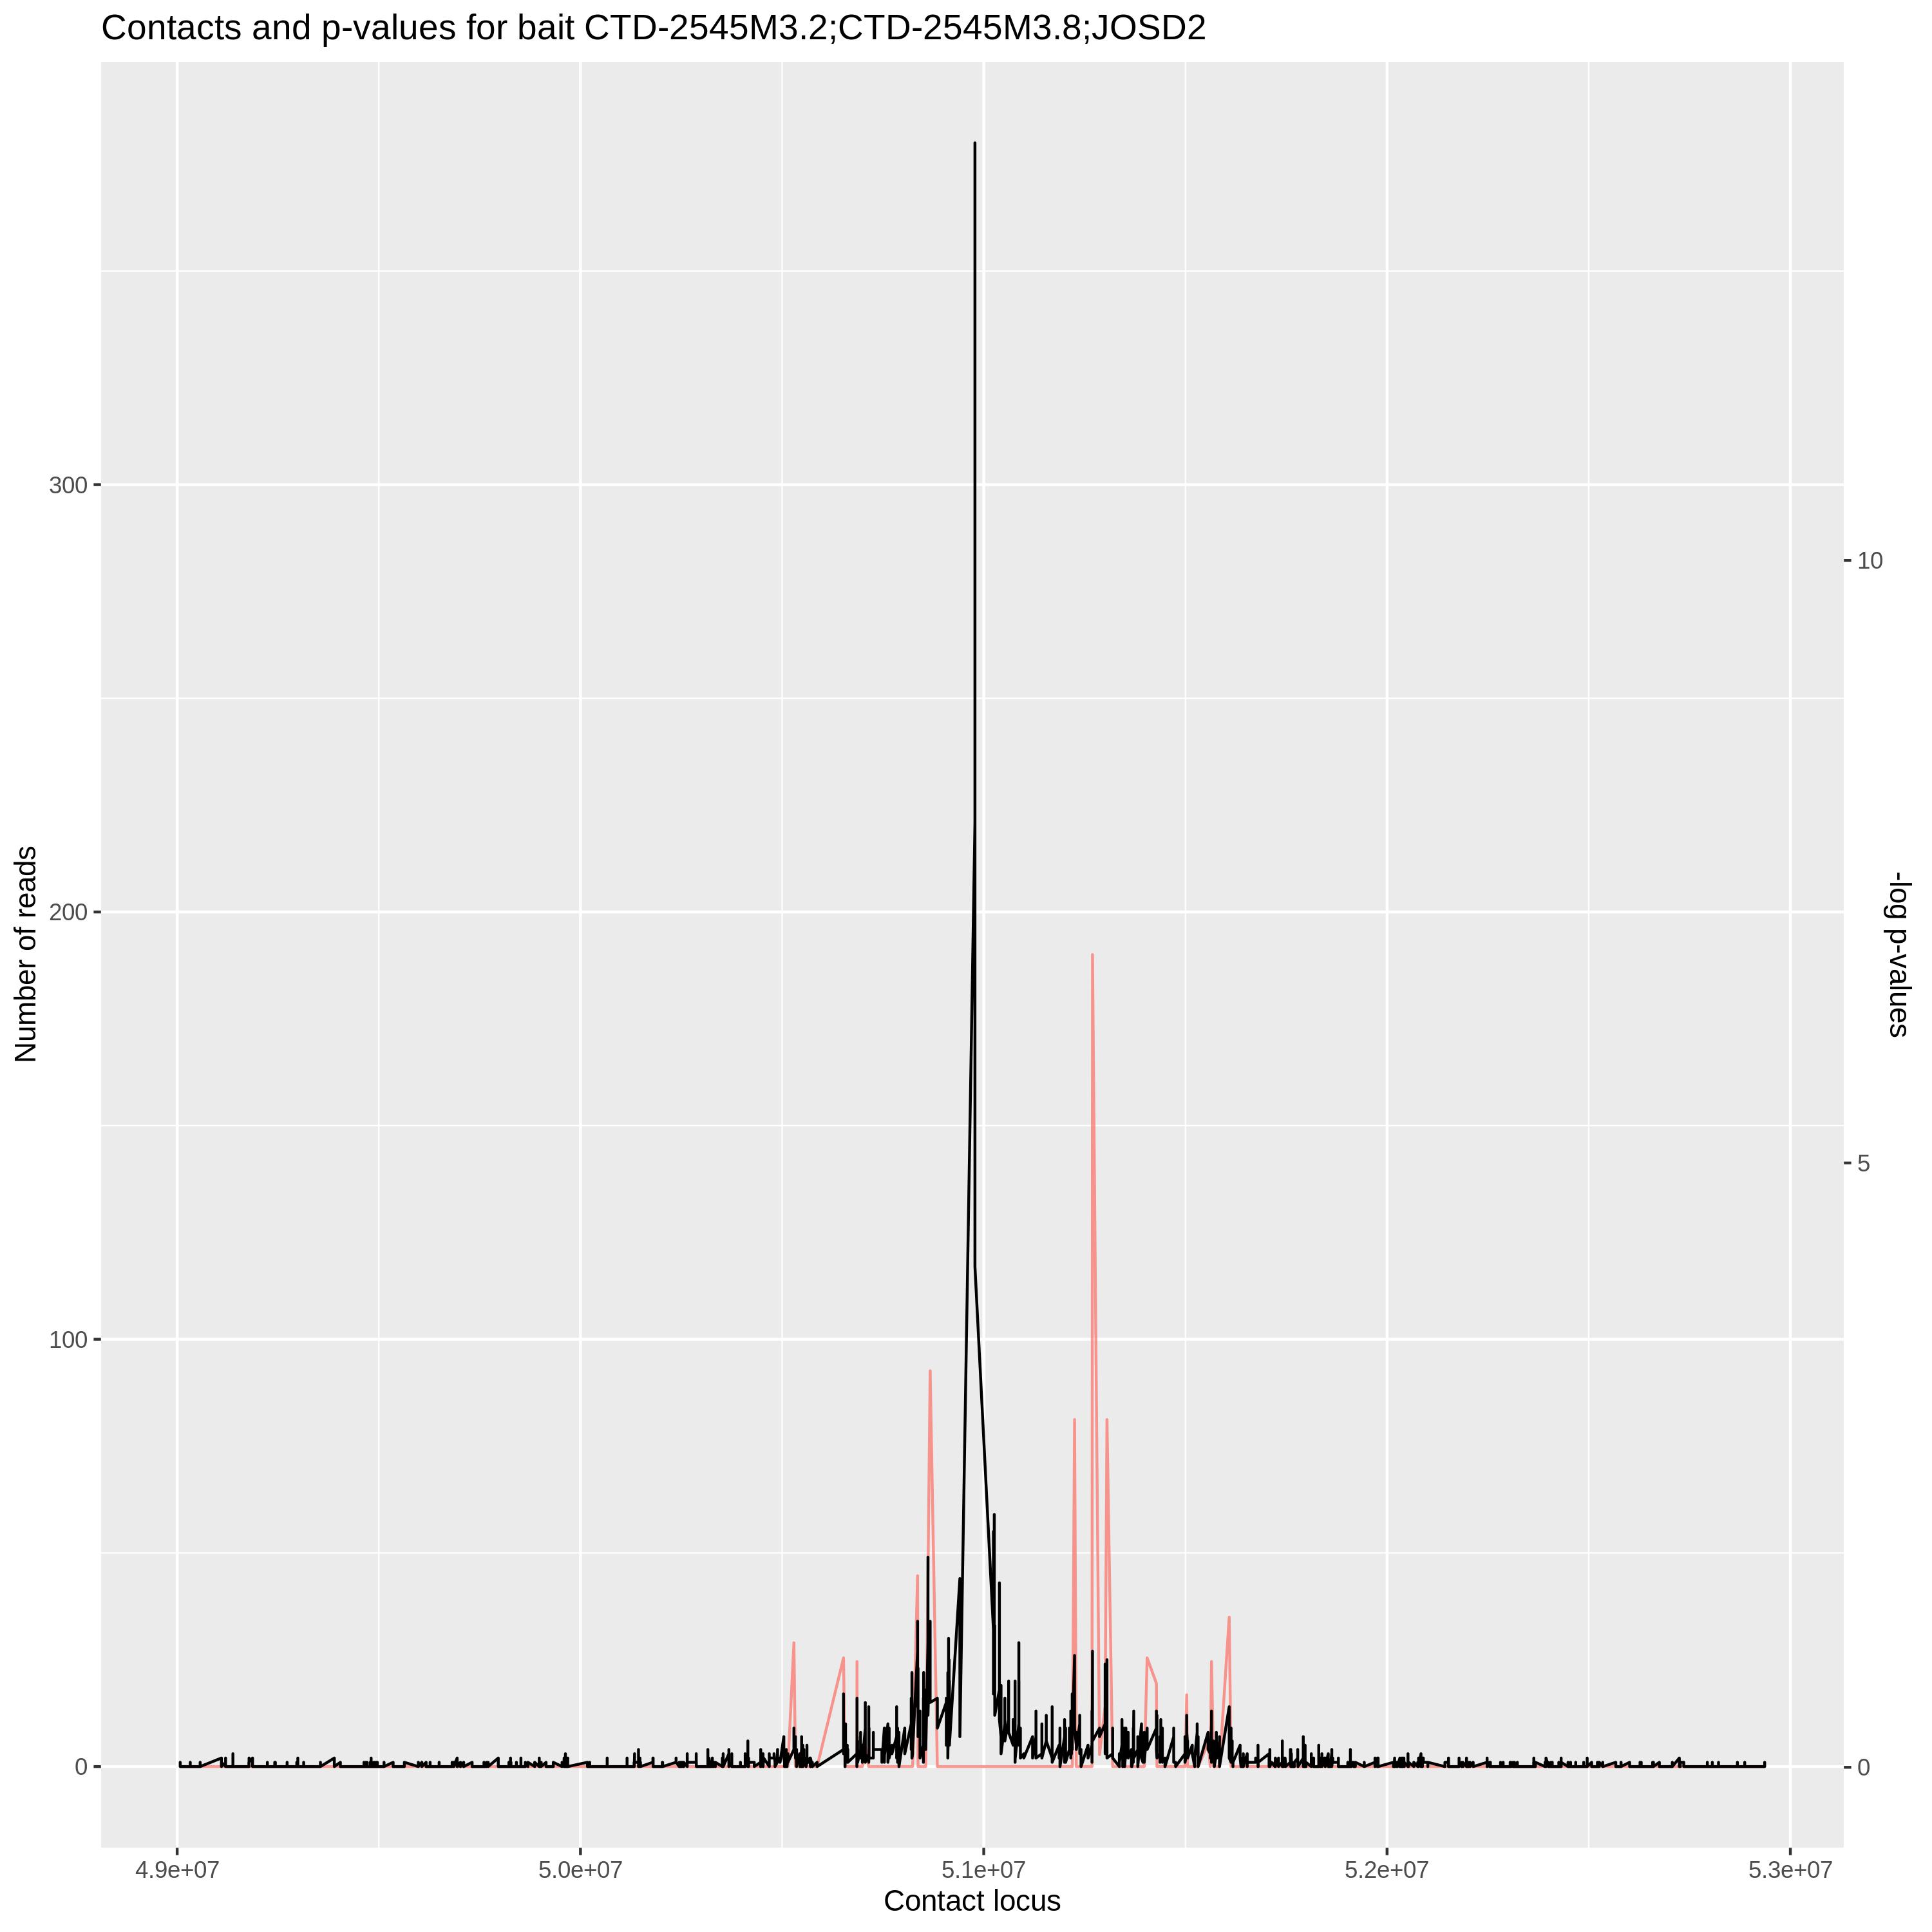 Contacts and p-values for bait CTD-2545M3.2;CTD-2545M3.8;JOSD2
Number of reads
300
200
100
0
-log p-values
10
5
0
4.9e+07
5.0e+07
5.1e+07
5.2e+07
5.3e+07
Contact locus